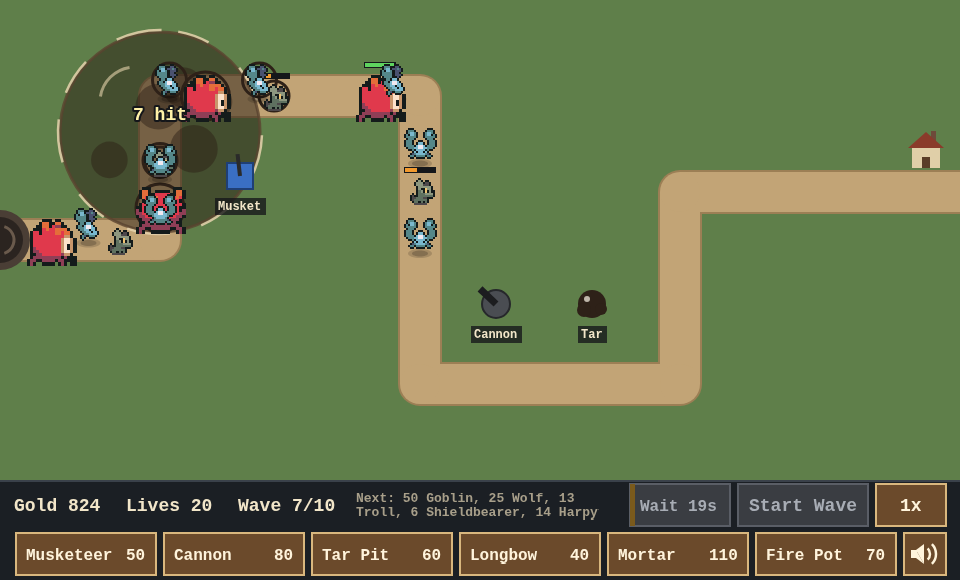 7 hit
Musket
Cannon
Tar
Gold 824 Lives 20 Wave 7/10
Next: 50 Goblin, 25 Wolf, 13
Troll, 6 Shieldbearer, 14 Harpy
Wait 19s
Start Wave
1x
Musketeer 50
Cannon 80
Tar Pit 60
Longbow 40
Mortar 110
Fire Pot 70